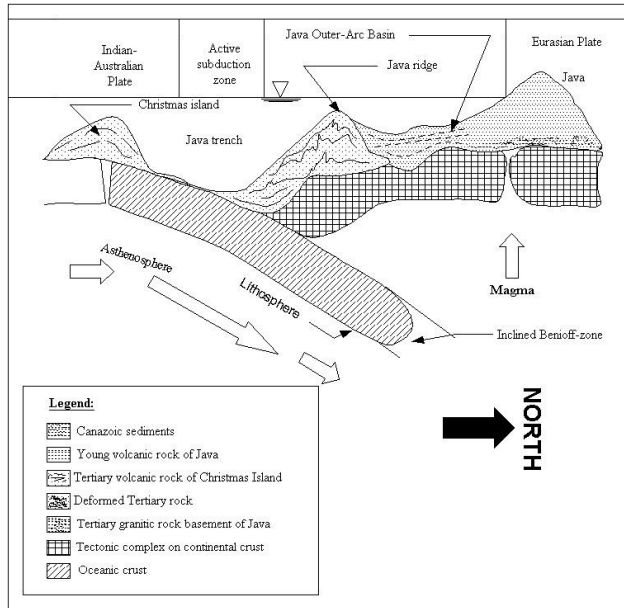 Indian-
Australian
Plate
Active
subduction
zone
Java Outer-Arc Basin
Java ridge
Eurasian Plate
Java
Christmas island
Java trench
Asthenosphere
Lithosphere
Magma
Inclined Benioff-zone
NORTH
Legend:
Canazoic sediments
Young volcanic rock of Java
Tertiary volcanic rock of Christmas Island
Deformed Tertiary rock
Tertiary granitic rock basement of Java
Tectonic complex on continental crust
Oceanic crust